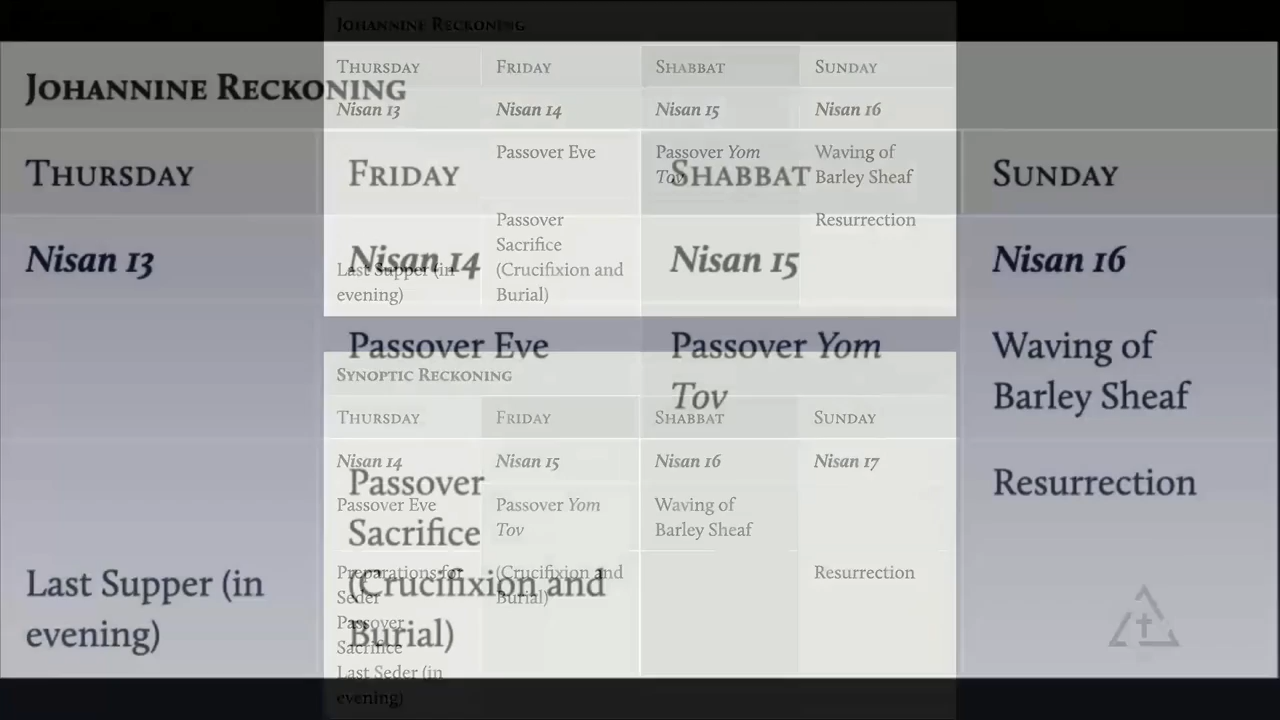 Johannine Reckoning
Thursday Friday Shabbat Sunday
Nisan 13 Nisan 14 Nisan 15 Nisan 16
Passover Eve Passover Yom Waving of
Tov Barley Sheaf
Passover Resurrection
Sacrifice
Last Supper (in (Crucifixion and
evening) Burial)
Johannine Reckoning
Thursday Friday Shabbat Sunday
Nisan 13 Nisan 14 Nisan 15 Nisan 16
Passover Eve Passover Yom Waving of
Tov Barley Sheaf
Passover Resurrection
Sacrifice
Last Supper (in (Crucifixion and
evening) Burial)
Synoptic Reckoning
Thursday Friday Shabbat Sunday
Nisan 14 Nisan 15 Nisan 16 Nisan 17
Passover Eve Passover Yom Waving of
Tov Barley Sheaf
Preparations for (Crucifixion and Resurrection
Seder Burial)
Passover
Sacrifice
Last Seder (in
evening)